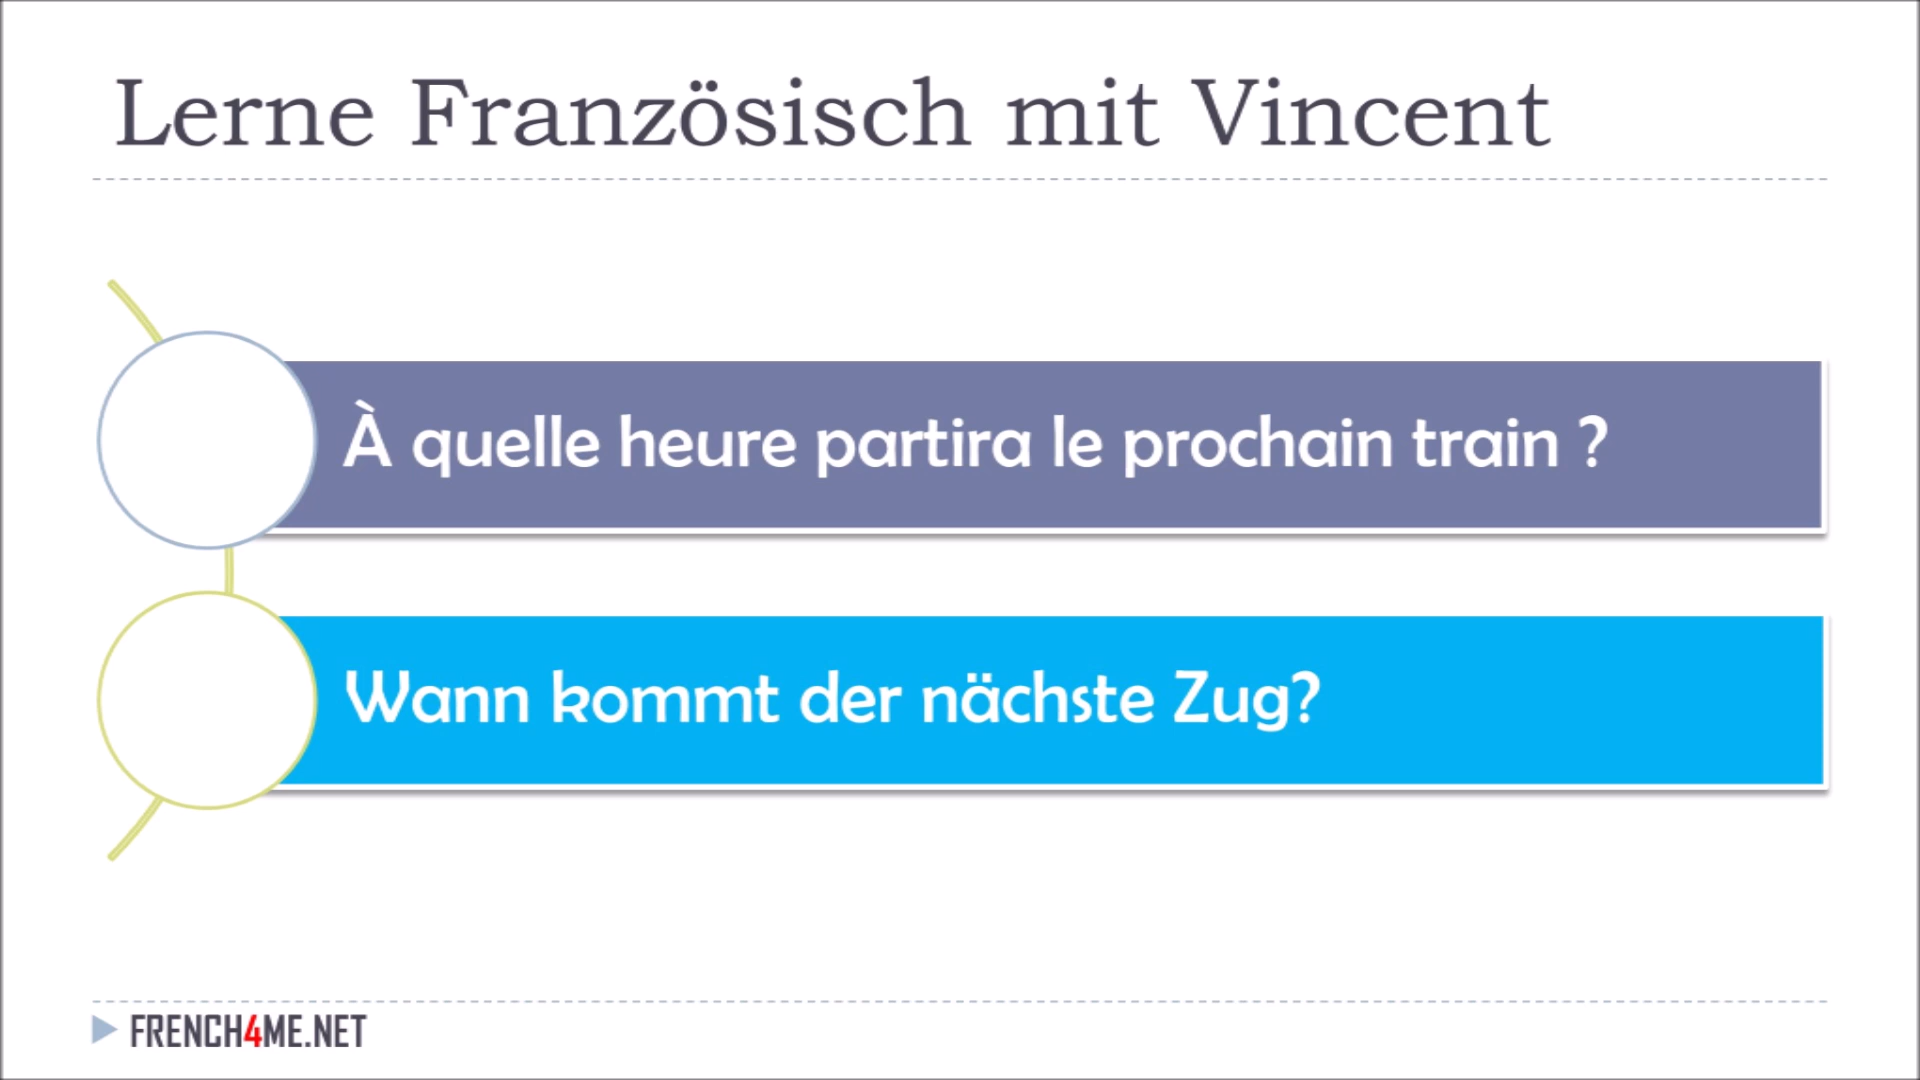 Lerne Französisch mit Vincent
À quelle heure partira le prochain train ?
Wann kommt der nächste Zug?
FRENCH4ME.NET